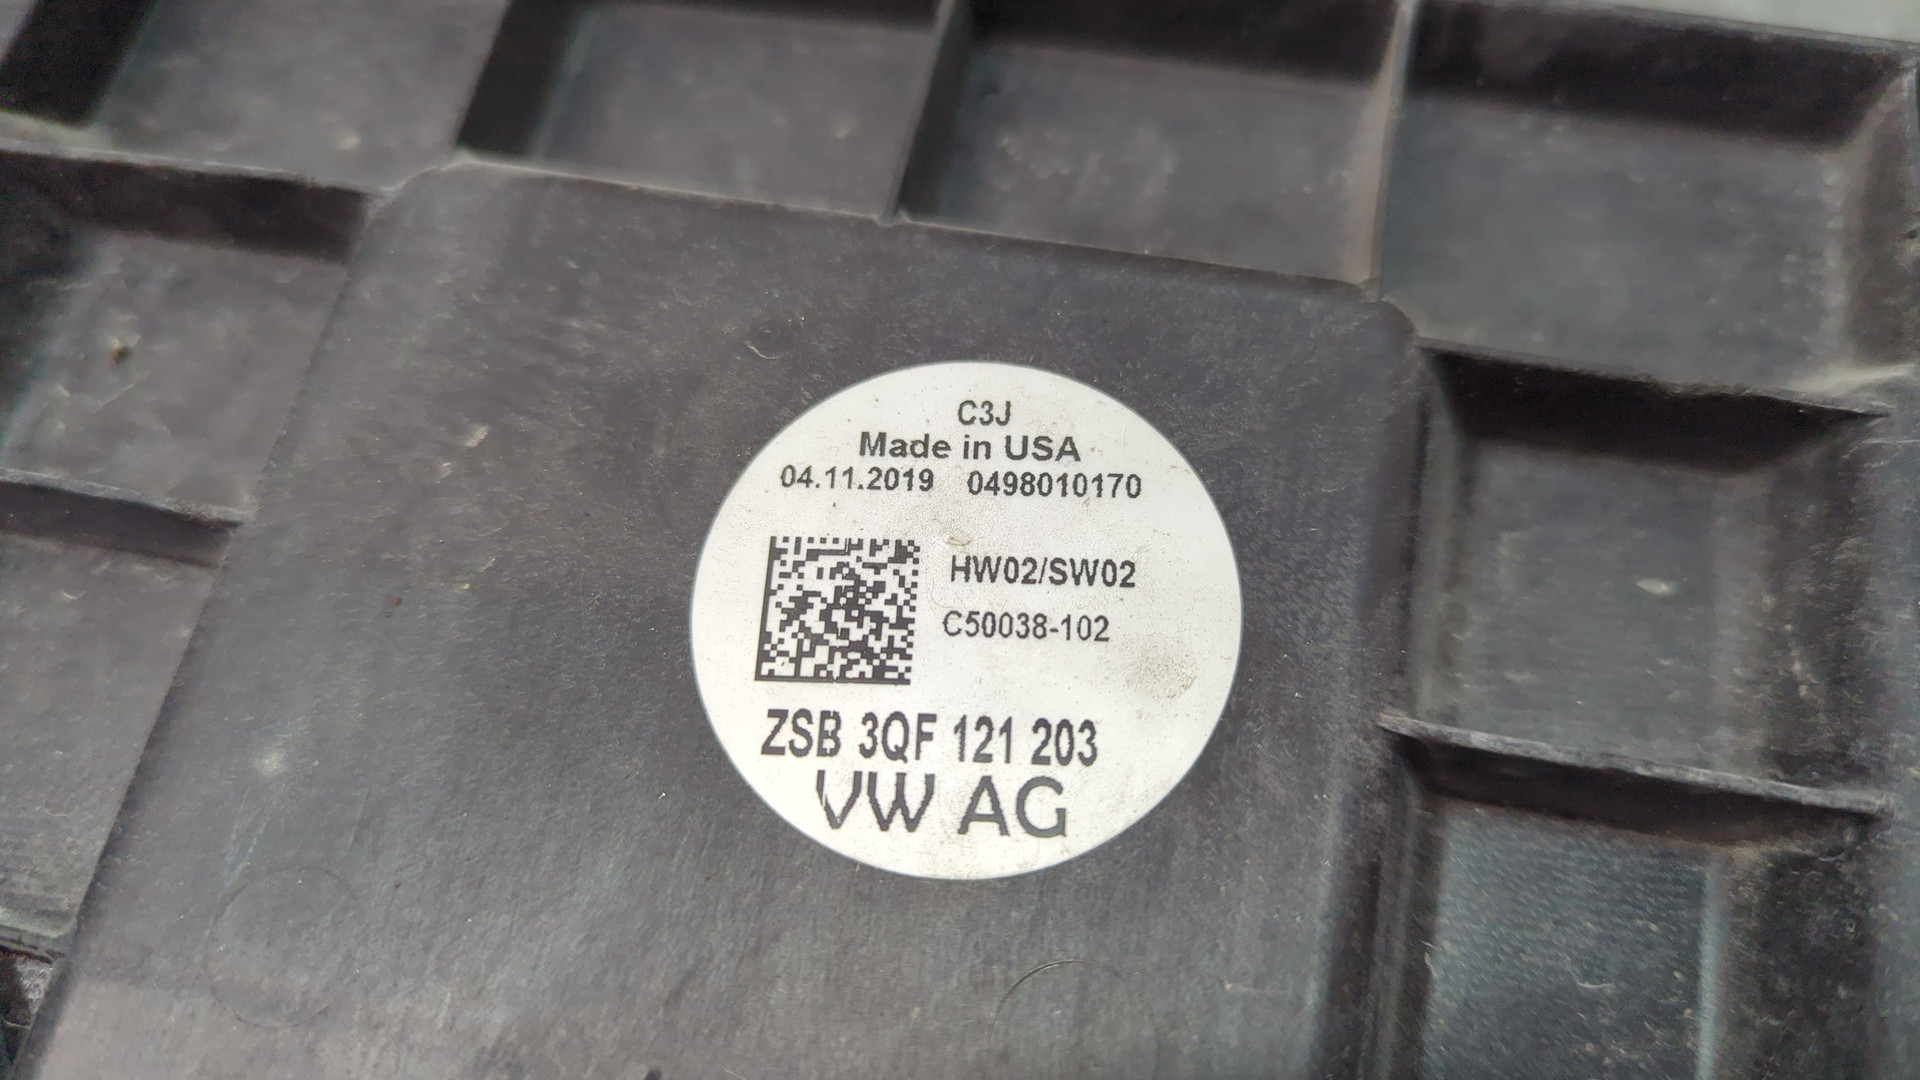 C3J
Made in USA
04.11.2019 0498010170
HW02/SW02
C50038-102
ZSB 3QF 121 203
VW AG